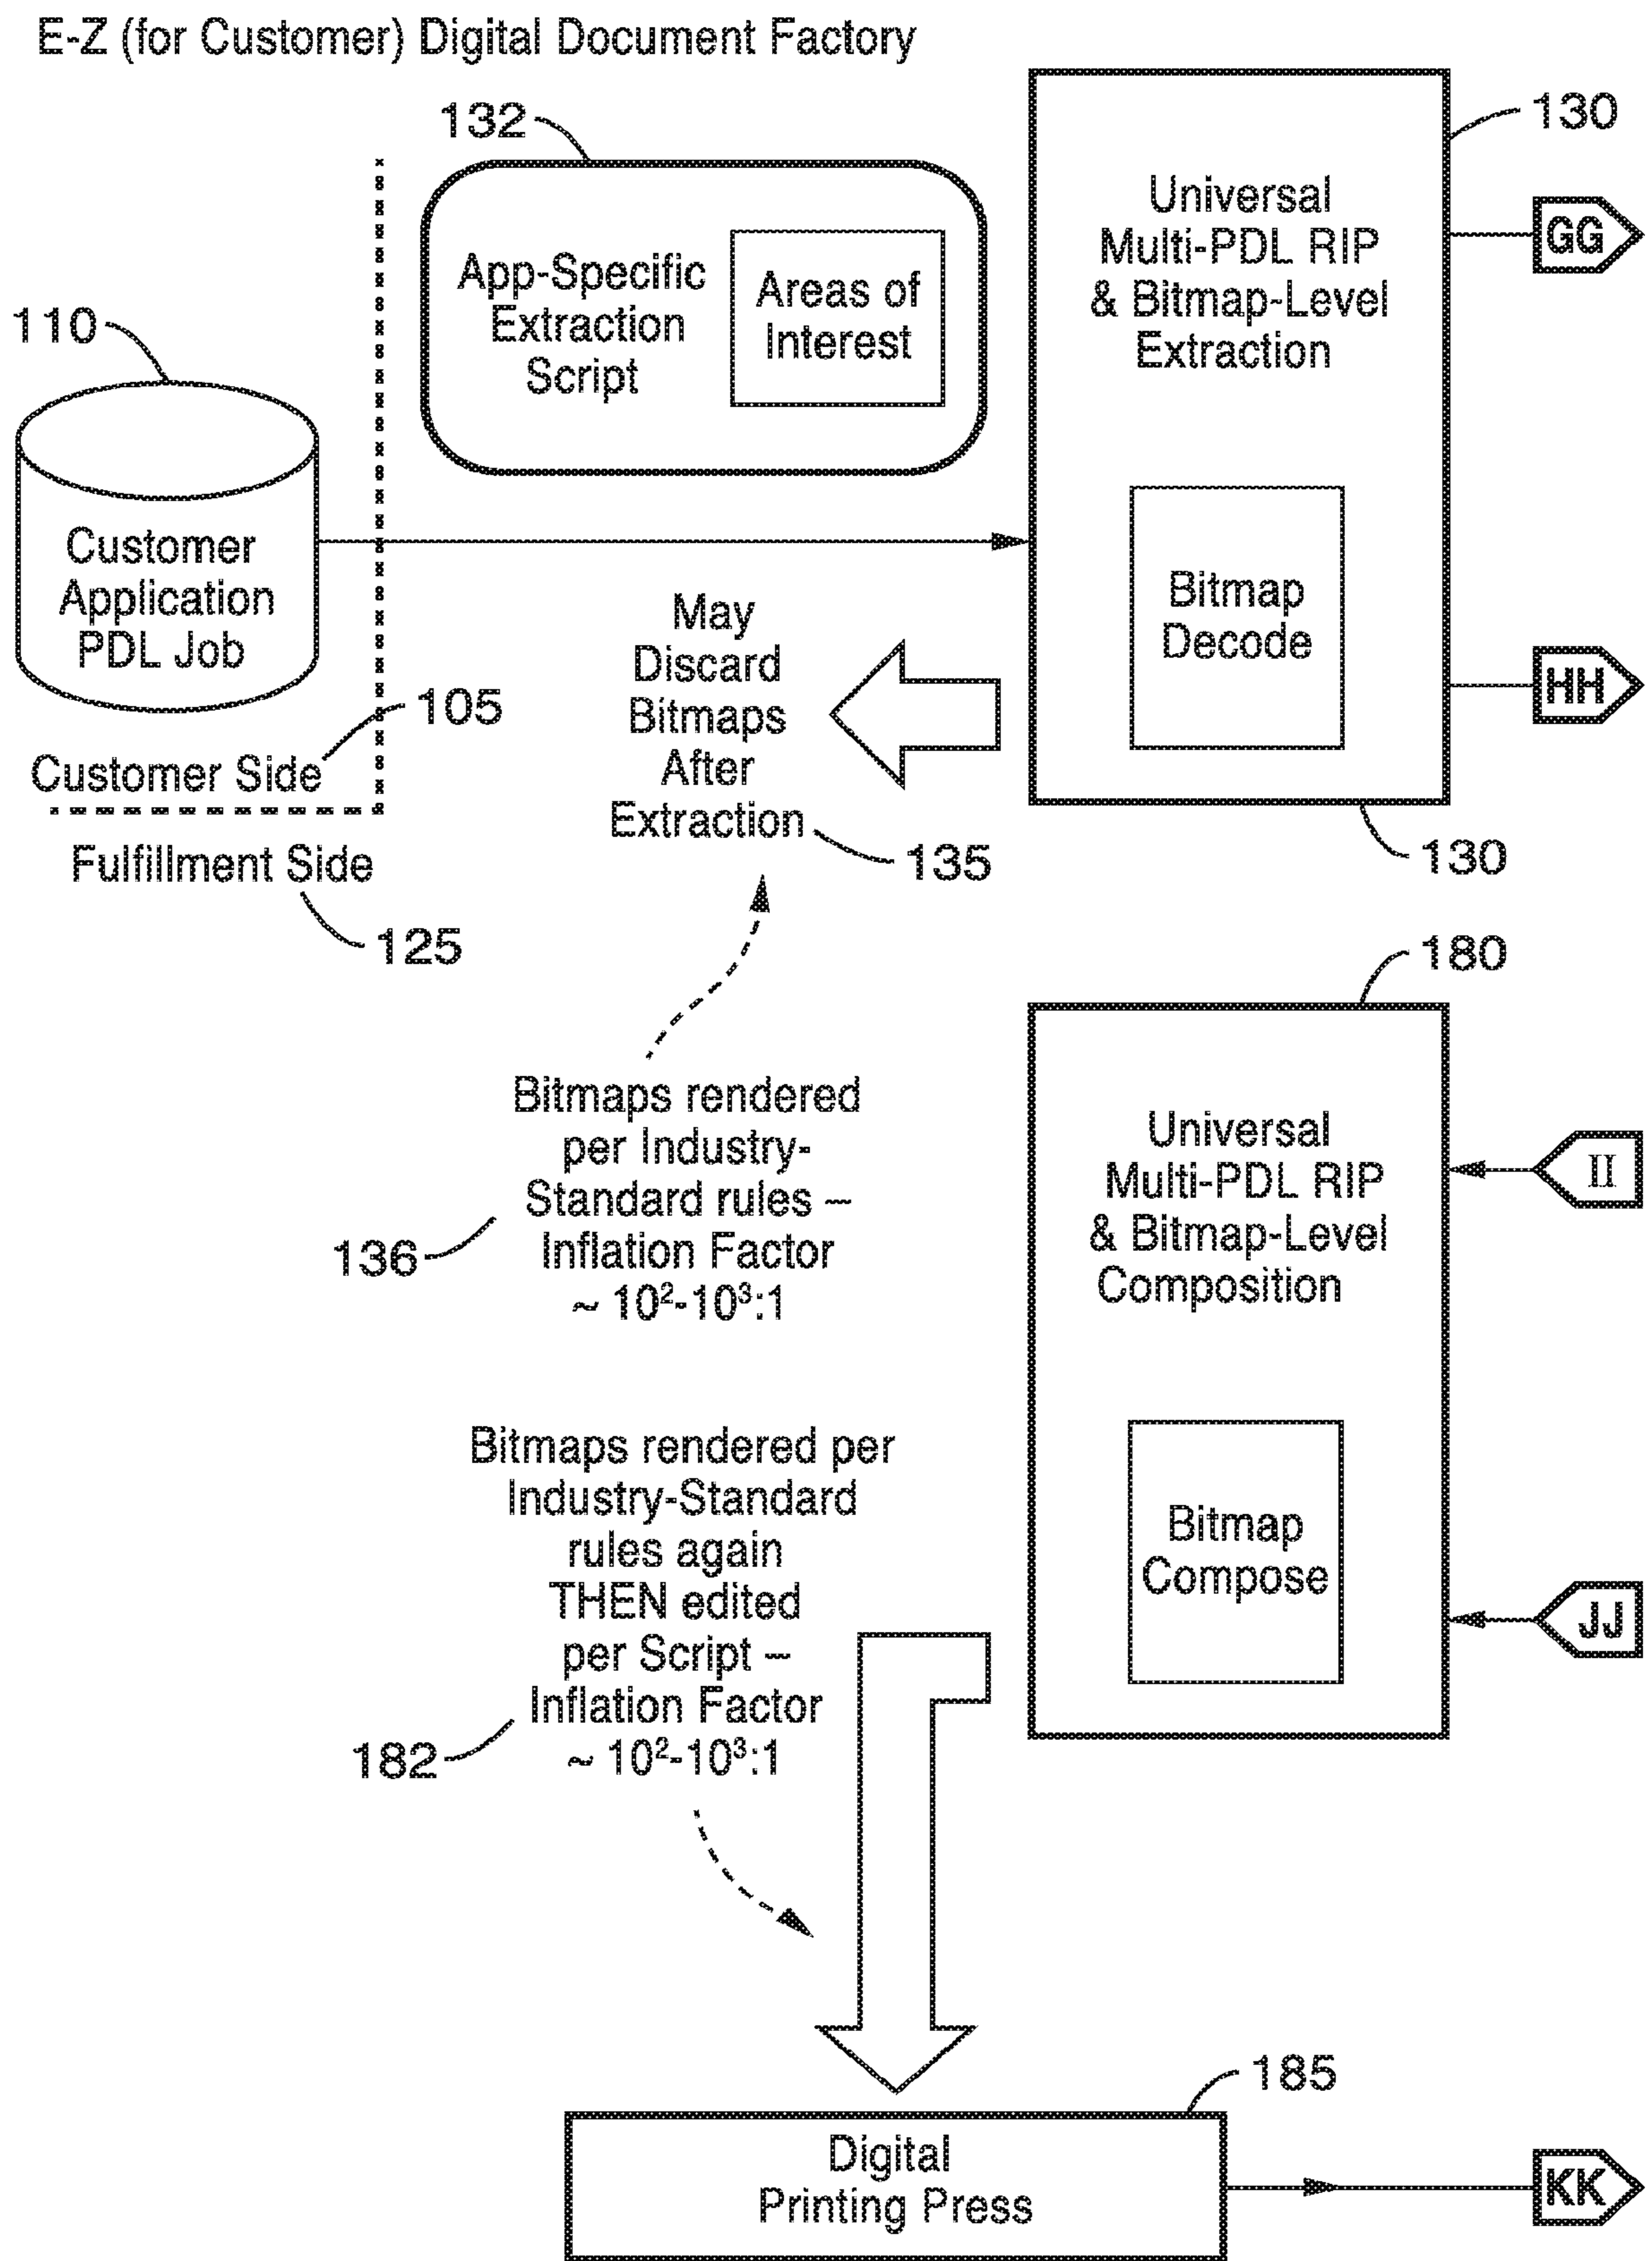 E-Z (for Customer) Digital Document Factory
132
App-Specific
Extraction
Script
Areas of
Interest
130
Universal
Multi-PDL RIP
& Bitmap-Level
Extraction
GG
110
Customer
Application
PDL Job
Bitmap
Decode
HH
May
Discard
Bitmaps
After
Extraction
135
105
Customer Side
Fulfillment Side
125
130
180
Bitmaps rendered
per Industry-
Standard rules –
Inflation Factor
~ 10²-10³:1
136
Universal
Multi-PDL RIP
& Bitmap-Level
Composition
II
Bitmaps rendered per
Industry-Standard
rules again
THEN edited
per Script –
Inflation Factor
~ 10²-10³:1
182
Bitmap
Compose
JJ
185
Digital
Printing Press
KK